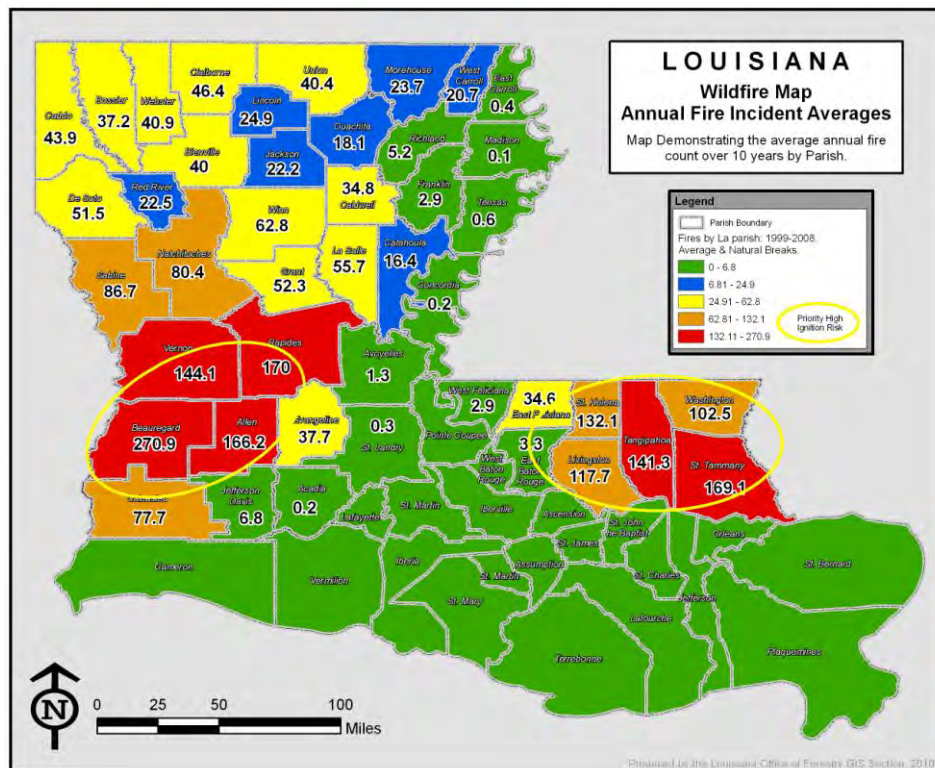 LOUISIANA
Wildfire Map
Annual Fire Incident Averages
Map Demonstrating the average annual fire
count over 10 years by Parish.
Legend
Parish Boundary
Fires by La parish: 1999-2008.
Average & Natural Breaks.
0 - 6.8
6.81 - 24.9
24.91 - 62.8
62.81 - 132.1
132.11 - 270.9
Priority High
Ignition Risk
Caddo
43.9
Bossier
37.2
Webster
40.9
Claiborne
46.4
Union
40.4
Morehouse
23.7
West
Carroll
20.7
East
Carroll
0.4
Lincoln
24.9
Ouachita
18.1
Richland
5.2
Madison
0.1
Bienville
40
Jackson
22.2
Franklin
2.9
Tensas
0.6
De Soto
51.5
Red River
22.5
Winn
62.8
34.8
Caldwell
Natchitoches
80.4
Sabine
86.7
Grant
52.3
La Salle
55.7
Catahoula
16.4
Concordia
0.2
Vernon
144.1
Rapides
170
Avoyelles
1.3
Beauregard
270.9
Allen
166.2
Evangeline
37.7
0.3
St. Landry
Pointe Coupee
West Feliciana
2.9
34.6
East Feliciana
St. Helena
132.1
Tangipahoa
141.3
Washington
102.5
St. Tammany
169.1
Livingston
117.7
3.3
East
Baton
Rouge
West
Baton
Rouge
77.7
Jefferson
Davis
6.8
Acadia
0.2
Lafayette
St. Martin
Iberville
Ascension
St. John
the Baptist
St. James
Orleans
St. Bernard
Cameron
Vermilion
Iberia
St. Martin
Assumption
St. Mary
St. Charles
Jefferson
Lafourche
Terrebonne
Plaquemines
N
0 25 50 100
Miles
Produced by the Louisiana Office of Forestry GIS Section, 2010